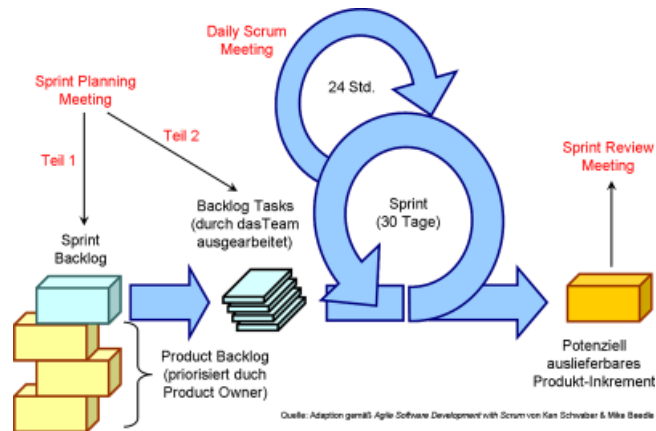 Daily Scrum
Meeting
24 Std.
Sprint Planning
Meeting
Teil 1
Teil 2
Sprint Review
Meeting
Backlog Tasks
(durch dasTeam
ausgearbeitet)
Sprint
(30 Tage)
Sprint
Backlog
Product Backlog
(priorisiert duch
Product Owner)
Potenziell
auslieferbares
Produkt-Inkrement
Quelle: Adaption gemäß Agile Software Development with Scrum von Ken Schwaber & Mike Beedle